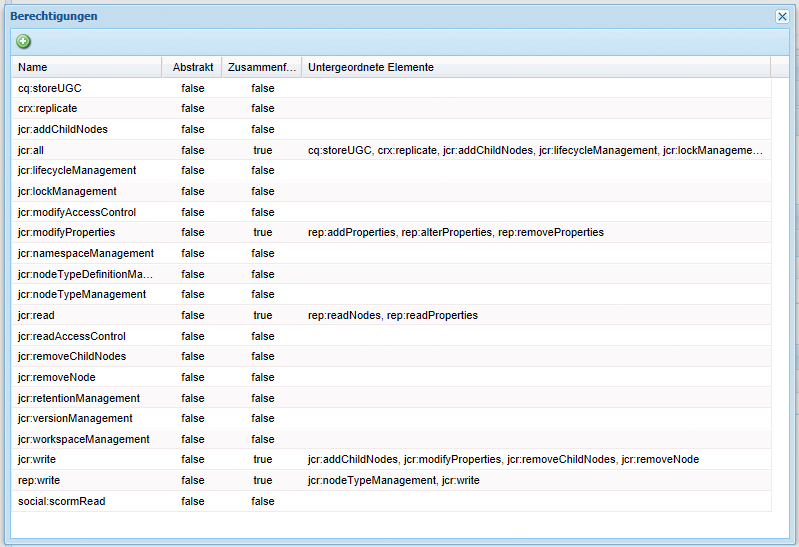 Berechtigungen
Name Abstrakt Zusammenf... Untergeordnete Elemente
cq:storeUGC false false
crx:replicate false false
jcr:addChildNodes false false
jcr:all false true cq:storeUGC, crx:replicate, jcr:addChildNodes, jcr:lifecycleManagement, jcr:lockManageme...
jcr:lifecycleManagement false false
jcr:lockManagement false false
jcr:modifyAccessControl false false
jcr:modifyProperties false true rep:addProperties, rep:alterProperties, rep:removeProperties
jcr:namespaceManagement false false
jcr:nodeTypeDefinitionMa... false false
jcr:nodeTypeManagement false false
jcr:read false true rep:readNodes, rep:readProperties
jcr:readAccessControl false false
jcr:removeChildNodes false false
jcr:removeNode false false
jcr:retentionManagement false false
jcr:versionManagement false false
jcr:workspaceManagement false false
jcr:write false true jcr:addChildNodes, jcr:modifyProperties, jcr:removeChildNodes, jcr:removeNode
rep:write false true jcr:nodeTypeManagement, jcr:write
social:scormRead false false